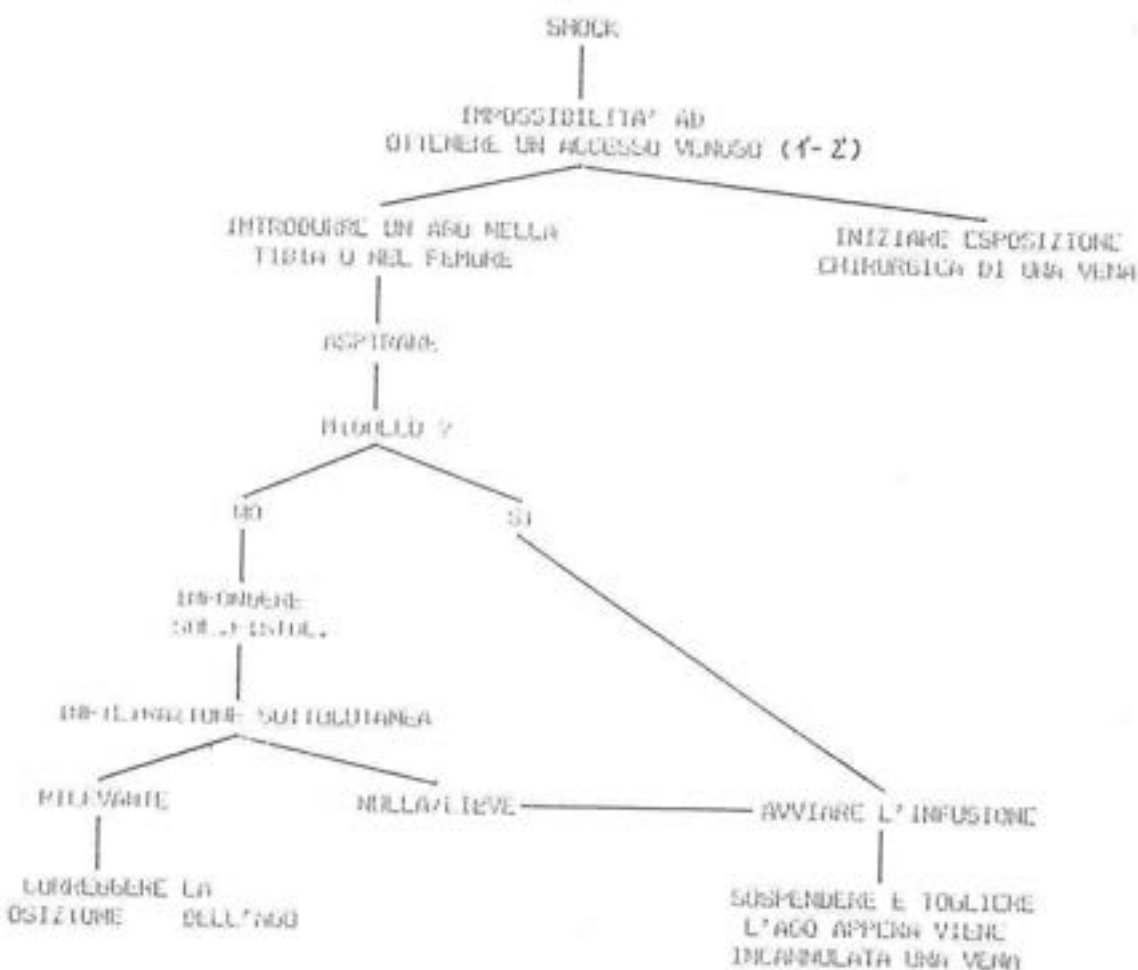 SHOCK
IMPOSSIBILITA' AD
OTTENERE UN ACCESSO VENOSO (1'-2')
INTRODURRE UN AGO NELLA
TIBIA O NEL FEMORE
INIZIARE ESPOSIZIONE
CHIRURGICA DI UNA VENA
ASPIRARE
MIDOLLO ?
NO
SI
INFONDERE
SOL.FISIOL.
INFILTRAZIONE SOTTOCUTANEA
RILEVANTE
NULLA/LIEVE
AVVIARE L'INFUSIONE
CORREGGERE LA
OSIZIONE DELL'AGO
SOSPENDERE E TOGLIERE
L'AGO APPENA VIENE
INCANNULATA UNA VENA